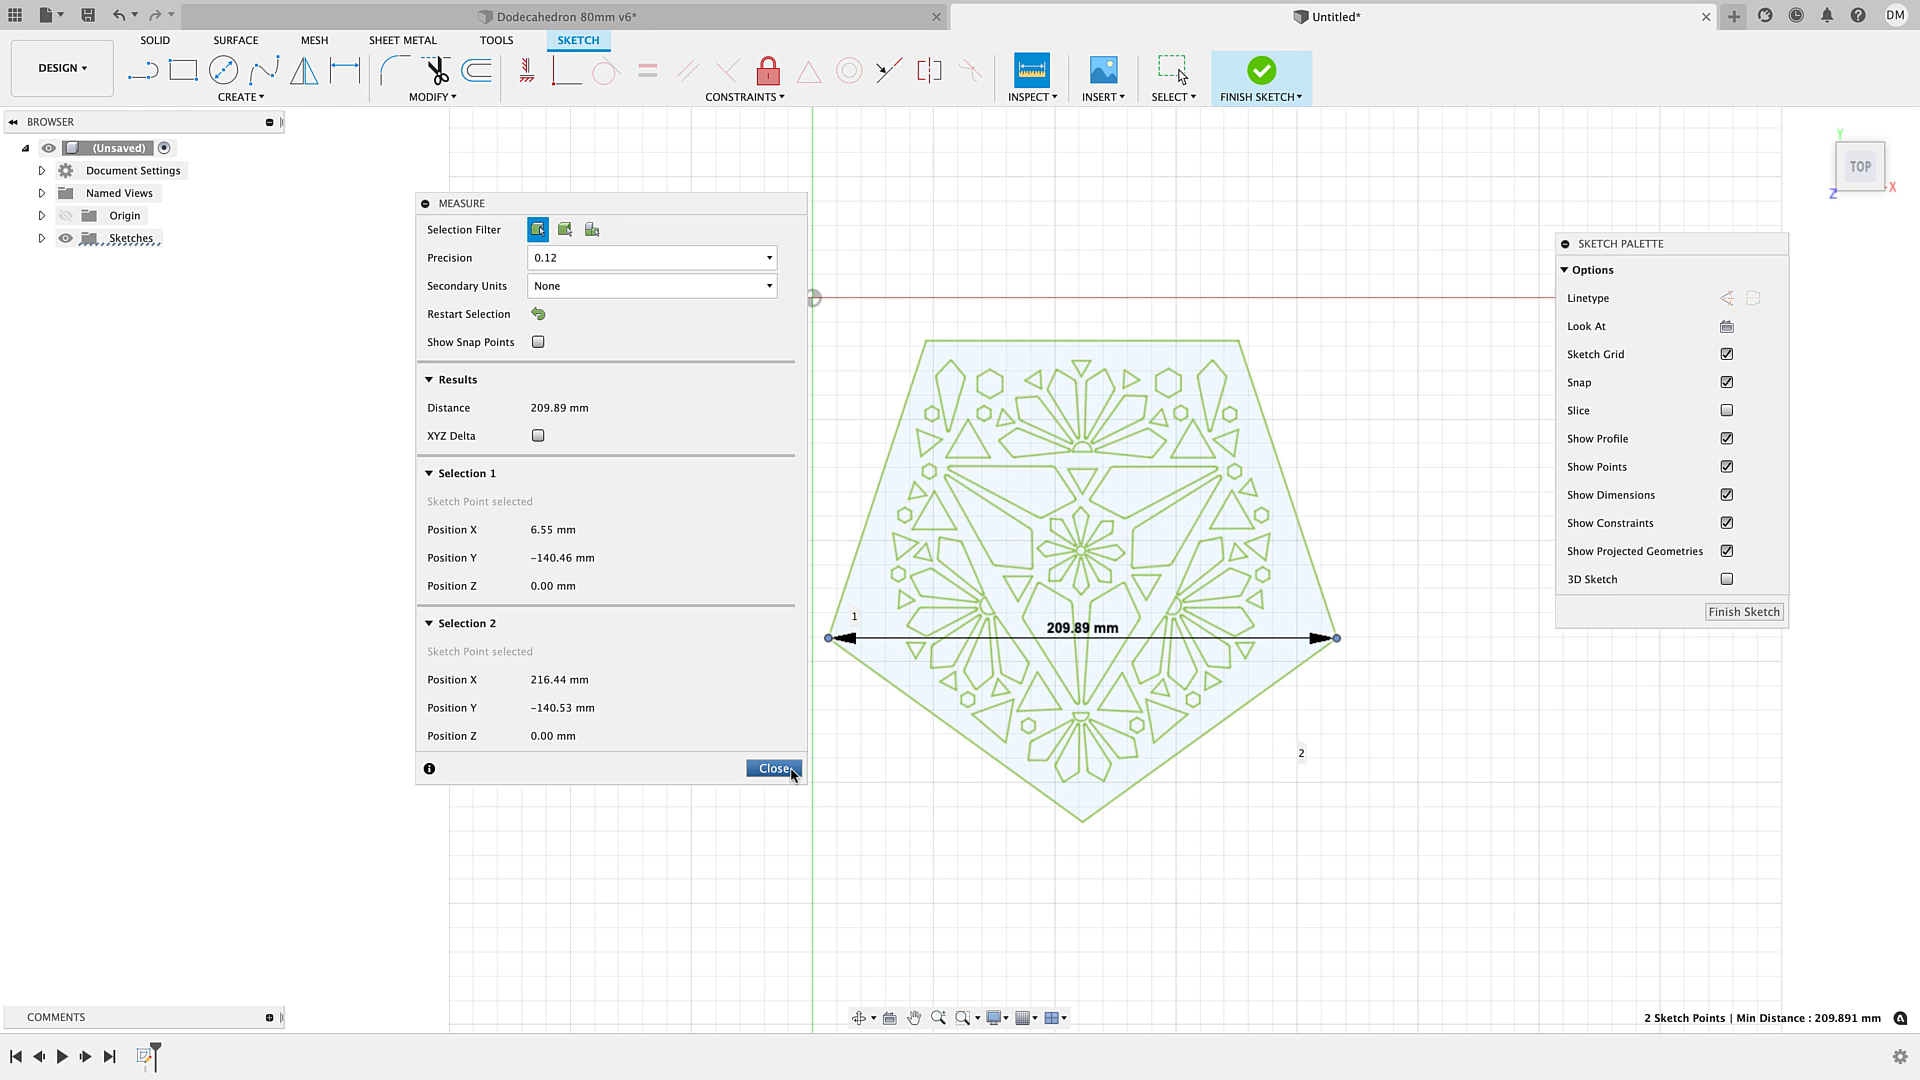 Dodecahedron 80mm v6*
Untitled*
DM
DESIGN
SOLID
SURFACE
MESH
SHEET METAL
TOOLS
SKETCH
CREATE
MODIFY
CONSTRAINTS
INSPECT
INSERT
SELECT
FINISH SKETCH
BROWSER
(Unsaved)
Document Settings
Named Views
Origin
Sketches
MEASURE
Selection Filter
Precision 0.12
Secondary Units None
Restart Selection
Show Snap Points
Results
Distance 209.89 mm
XYZ Delta
Selection 1
Sketch Point selected
Position X 6.55 mm
Position Y -140.46 mm
Position Z 0.00 mm
Selection 2
Sketch Point selected
Position X 216.44 mm
Position Y -140.53 mm
Position Z 0.00 mm
Close
1
209.89 mm
2
Y
TOP
X
Z
SKETCH PALETTE
Options
Linetype
Look At
Sketch Grid
Snap
Slice
Show Profile
Show Points
Show Dimensions
Show Constraints
Show Projected Geometries
3D Sketch
Finish Sketch
COMMENTS
2 Sketch Points | Min Distance : 209.891 mm